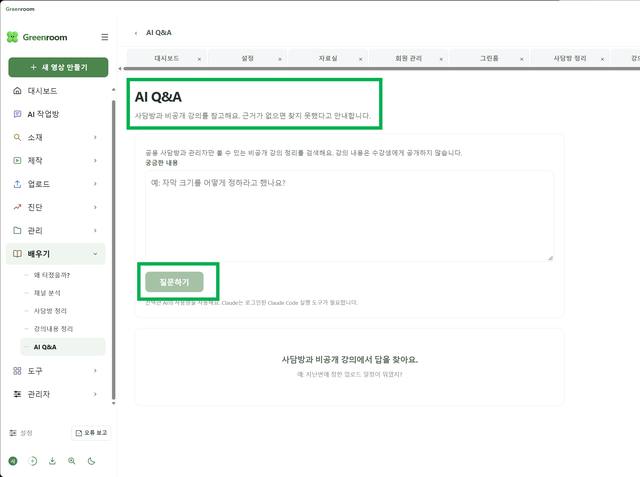 Greenroom
Greenroom
+ 새 영상 만들기
대시보드
AI 작업방
소재
제작
업로드
진단
관리
배우기
왜 터졌을까?
채널 분석
사담방 정리
강의내용 정리
AI Q&A
도구
관리자
설정
오류 보고
AI Q&A
대시보드
설정
자료실
회원 관리
그린룸
사담방 정리
AI Q&A
사담방과 비공개 강의를 참고해요. 근거가 없으면 찾지 못했다고 안내합니다.
공용 사담방과 관리자만 볼 수 있는 비공개 강의 정리를 검색해요. 강의 내용은 수강생에게 공개하지 않습니다.
궁금한 내용
예: 자막 크기를 어떻게 정하라고 했나요?
질문하기
Claude는 로그인된 Claude Code 실행 도구가 필요합니다.
사담방과 비공개 강의에서 답을 찾아요.
예: 지난번에 정한 업로드 일정이 뭐였지?